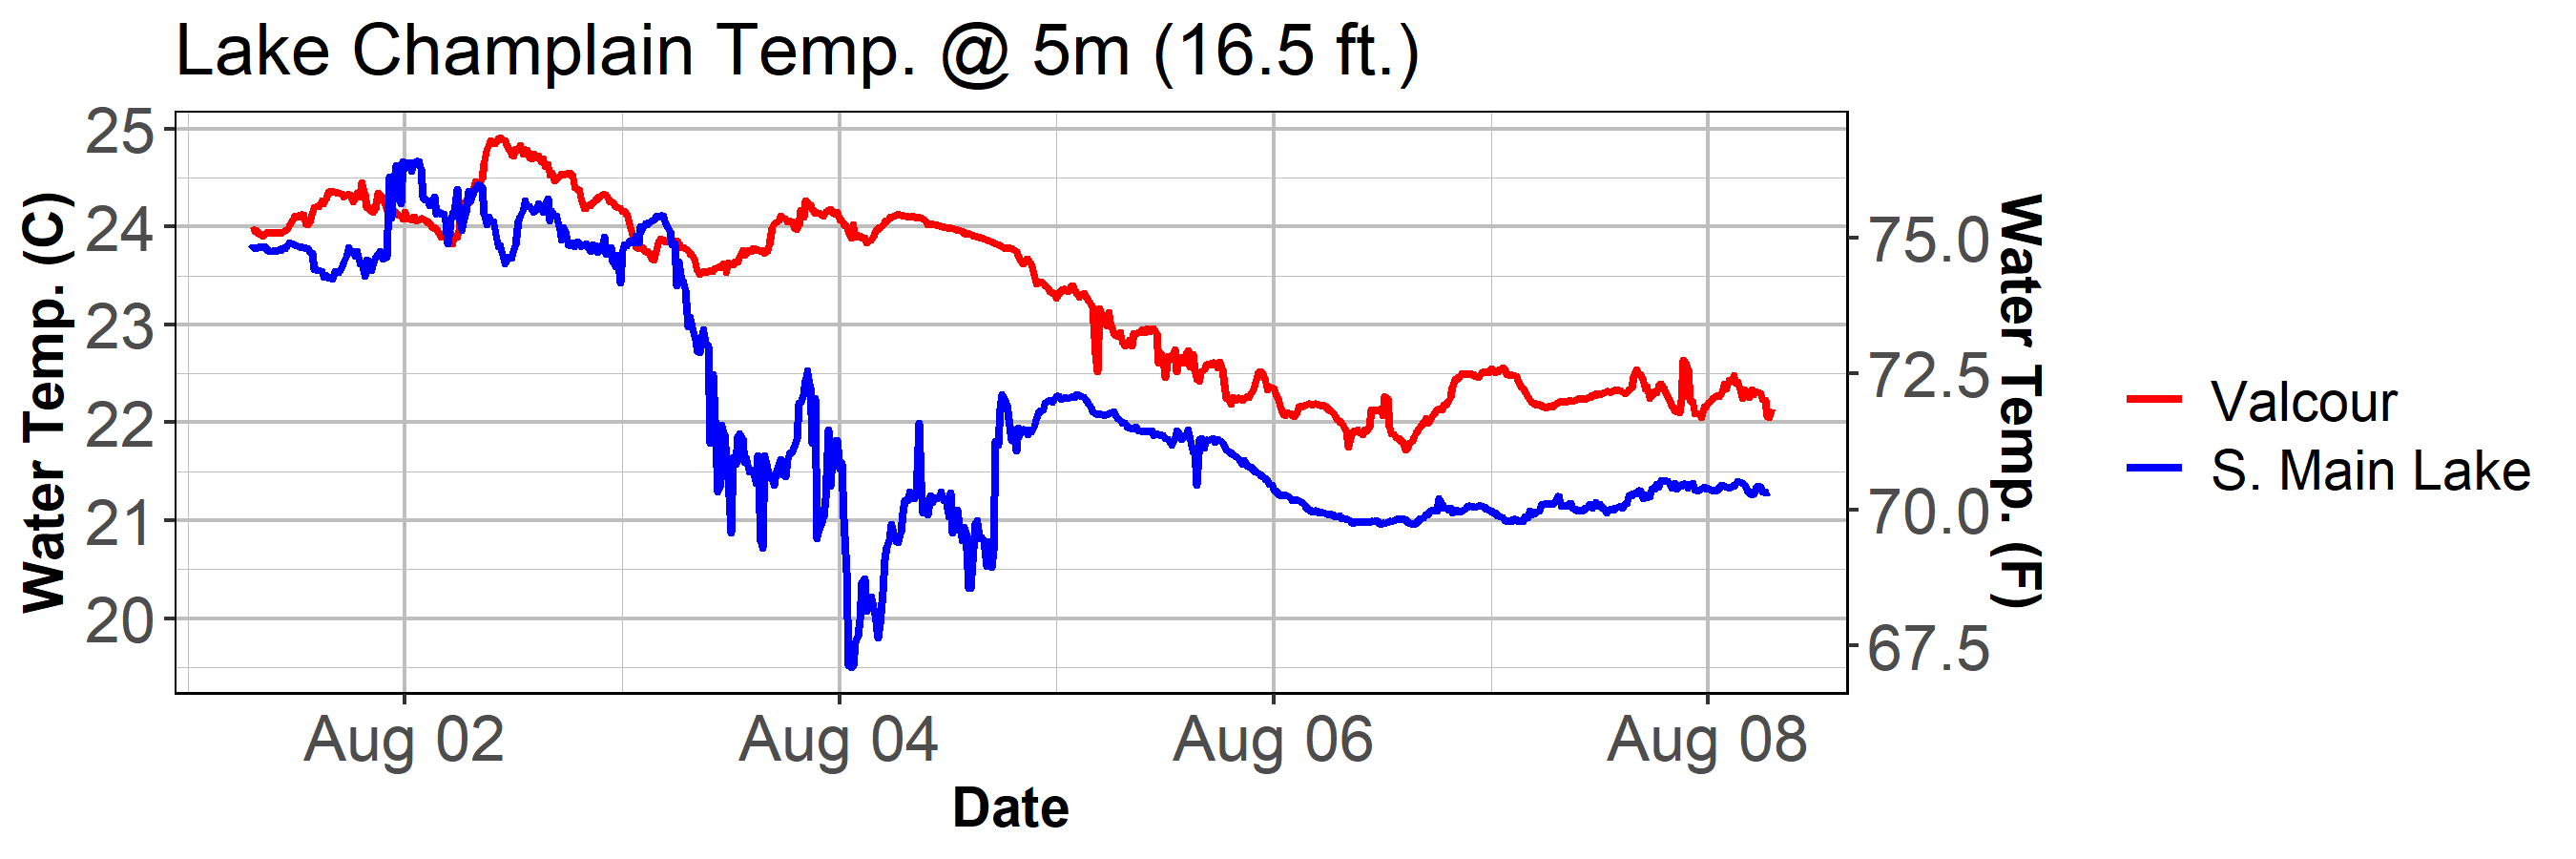 Lake Champlain Temp. @ 5m (16.5 ft.)
Water Temp. (C)
25
24
23
22
21
20
75.0
72.5
70.0
67.5
Water Temp. (F)
Aug 02 Aug 04 Aug 06 Aug 08
Date
Valcour
S. Main Lake